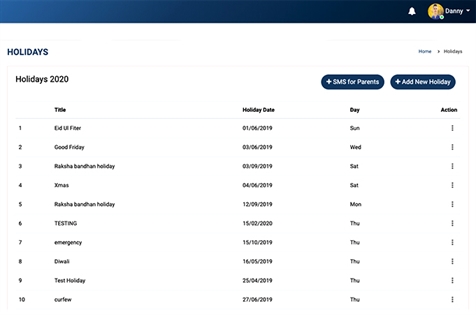 Danny
HOLIDAYS
Home > Holidays
Holidays 2020
+ SMS for Parents
+ Add New Holiday
Title Holiday Date Day Action
1 Eid Ul Fiter 01/06/2019 Sun
2 Good Friday 03/06/2019 Wed
3 Raksha bandhan holiday 03/09/2019 Sat
4 Xmas 04/06/2019 Sat
5 Raksha bandhan holiday 12/09/2019 Mon
6 TESTING 15/02/2020 Thu
7 emergency 15/10/2019 Thu
8 Diwali 16/05/2019 Thu
9 Test Holiday 25/04/2019 Thu
10 curfew 27/06/2019 Thu